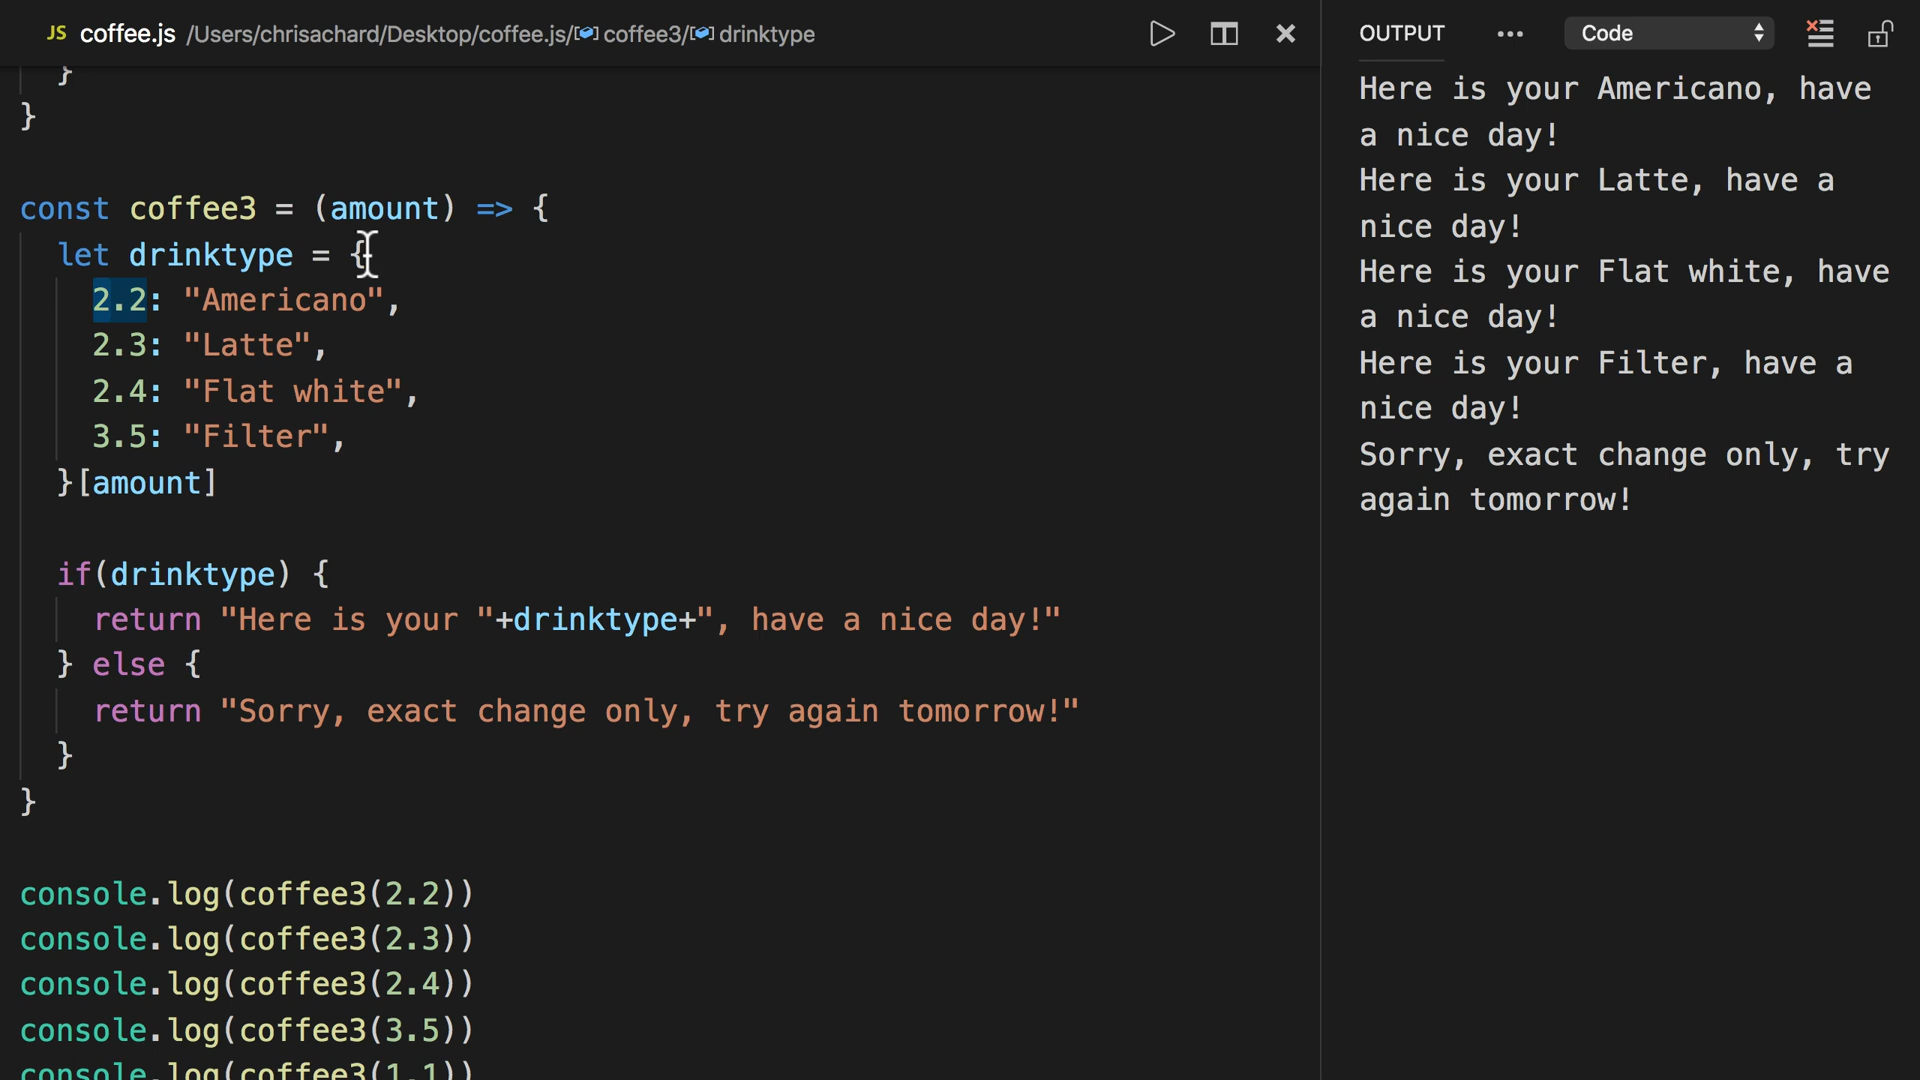 JS coffee.js /Users/chrisachard/Desktop/coffee.js/ coffee3/ drinktype
OUTPUT ••• Code
}
}
const coffee3 = (amount) => {
let drinktype = {
2.2: "Americano",
2.3: "Latte",
2.4: "Flat white",
3.5: "Filter",
}[amount]
if(drinktype) {
return "Here is your "+drinktype+", have a nice day!"
} else {
return "Sorry, exact change only, try again tomorrow!"
}
}
console.log(coffee3(2.2))
console.log(coffee3(2.3))
console.log(coffee3(2.4))
console.log(coffee3(3.5))
console.log(coffee3(1.1))
Here is your Americano, have
a nice day!
Here is your Latte, have a
nice day!
Here is your Flat white, have
a nice day!
Here is your Filter, have a
nice day!
Sorry, exact change only, try
again tomorrow!